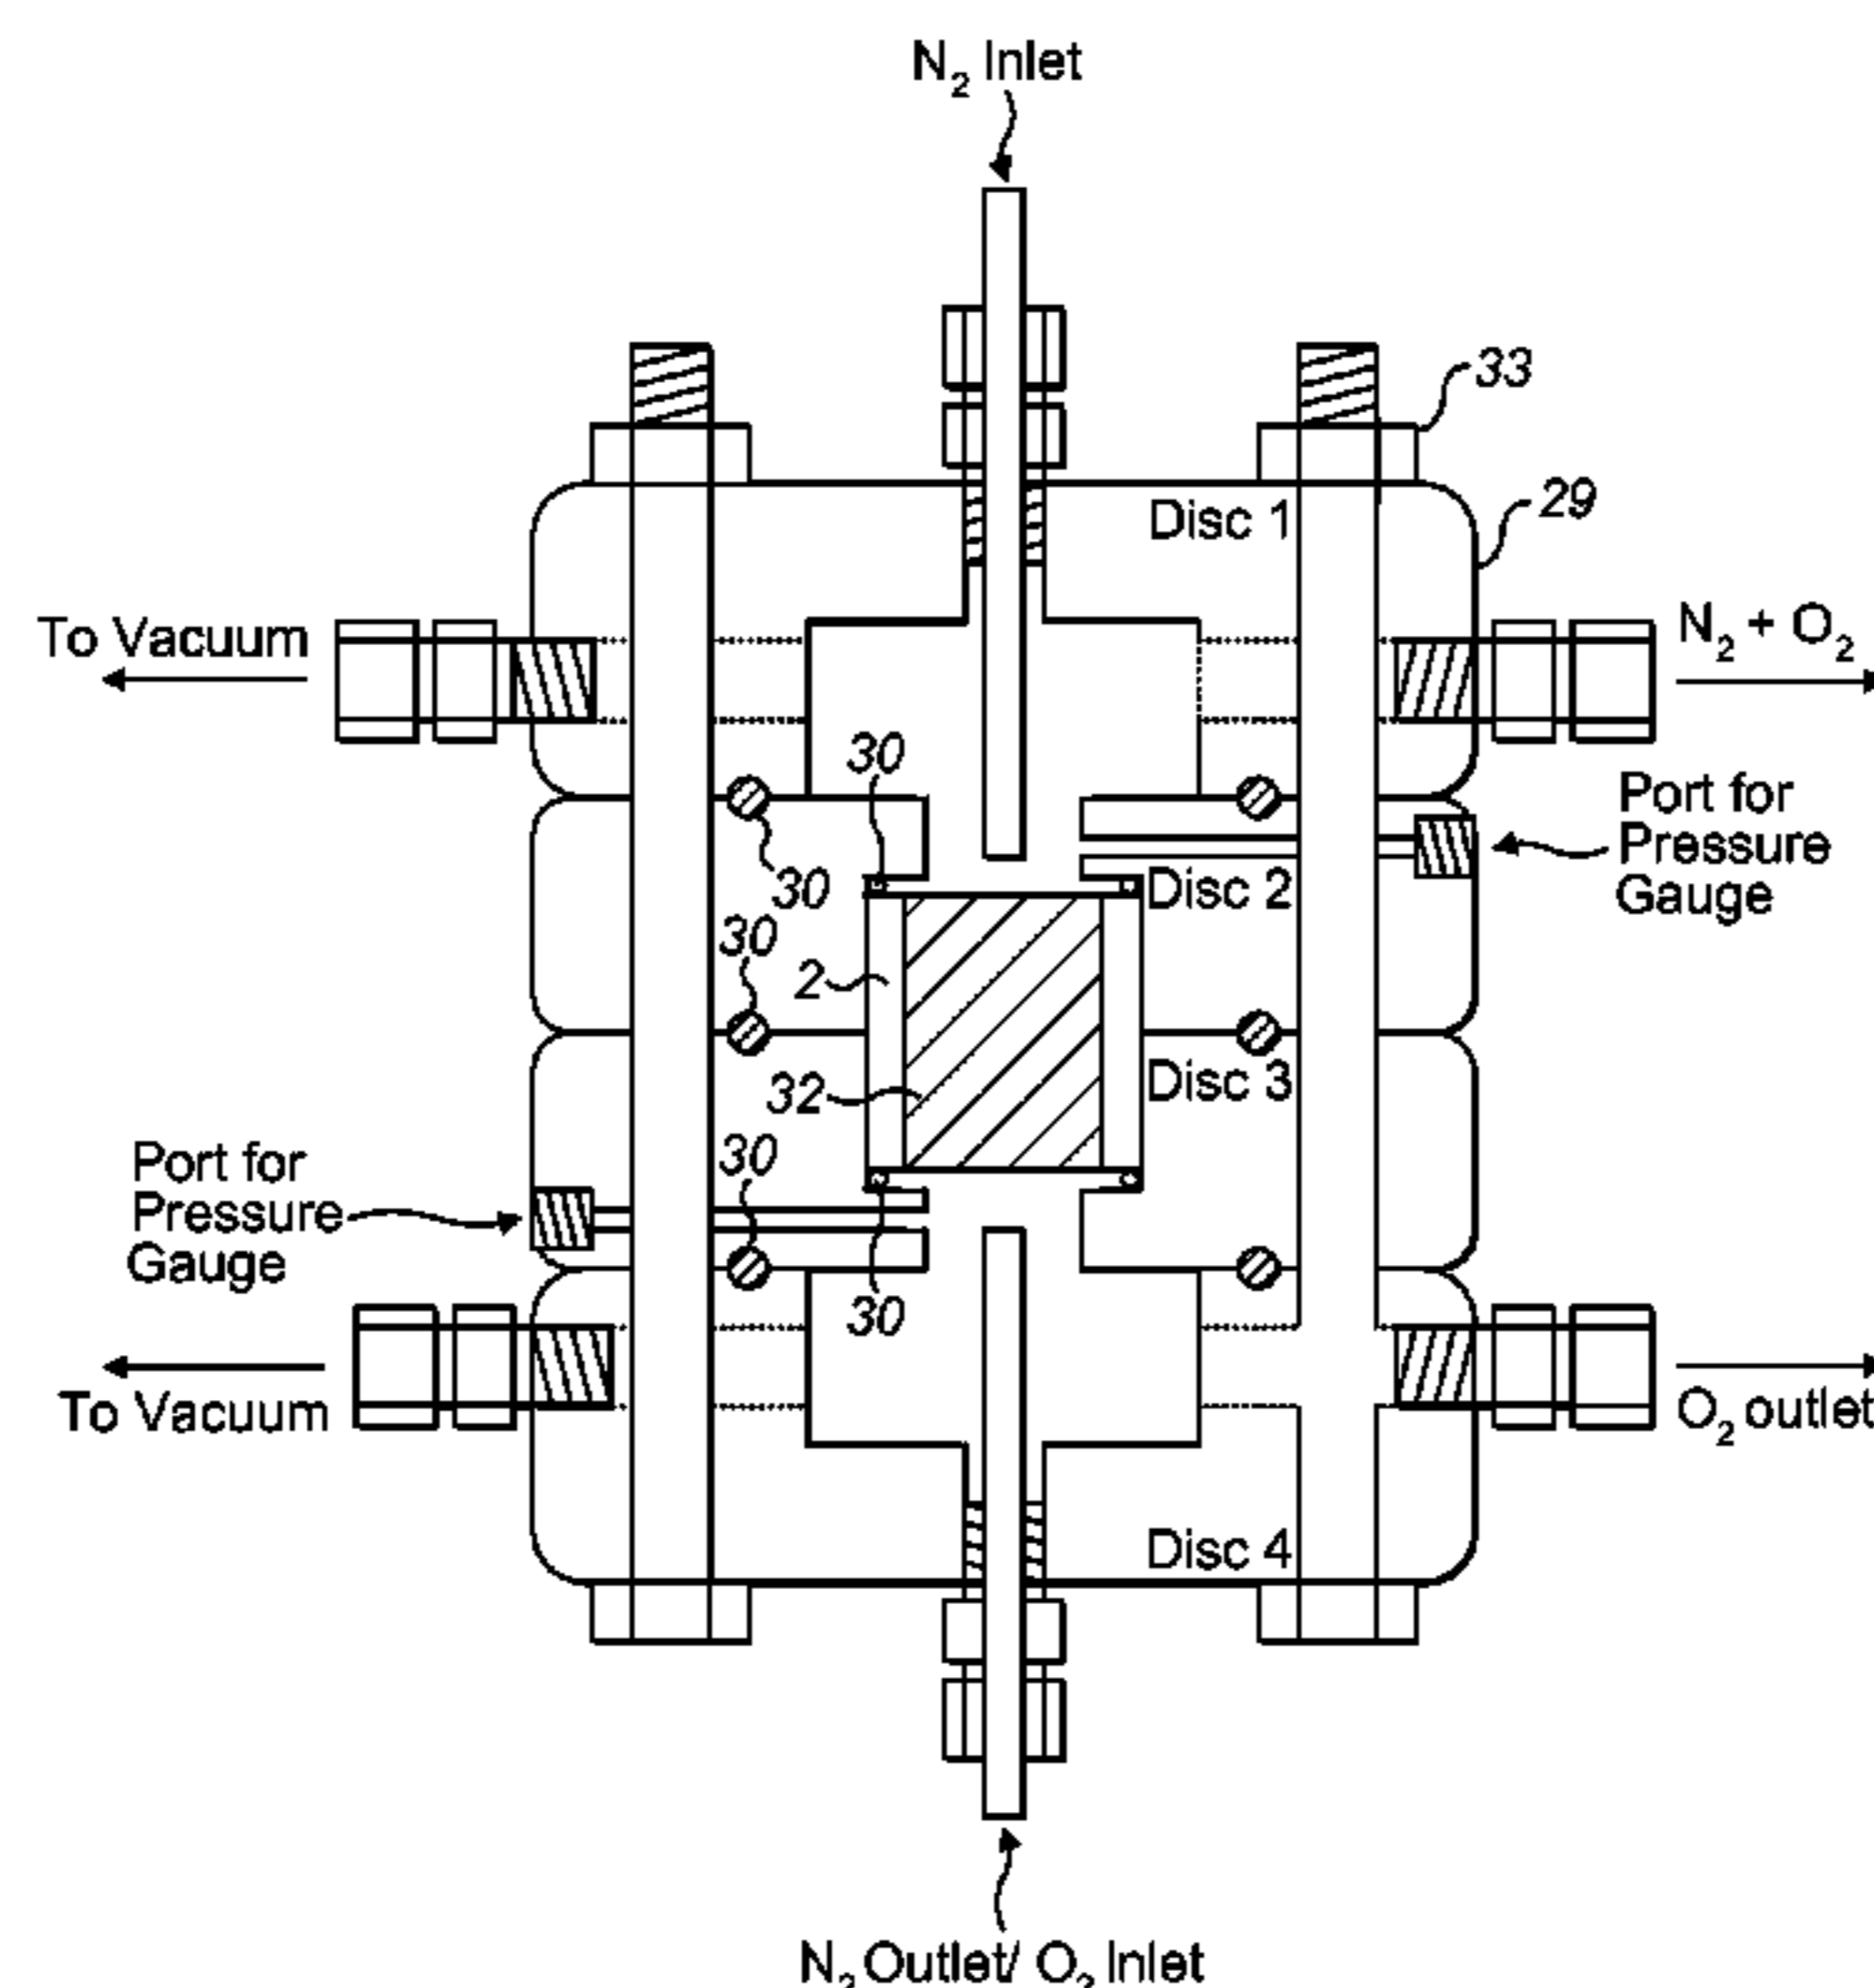 N₂ Inlet
33
Disc 1
29
To Vacuum
N₂ + O₂
30
Port for
Pressure
Gauge
30
Disc 2
30
2
Disc 3
32
30
Port for
Pressure
Gauge
30
To Vacuum
O₂ outlet
Disc 4
N₂ Outlet/ O₂ Inlet